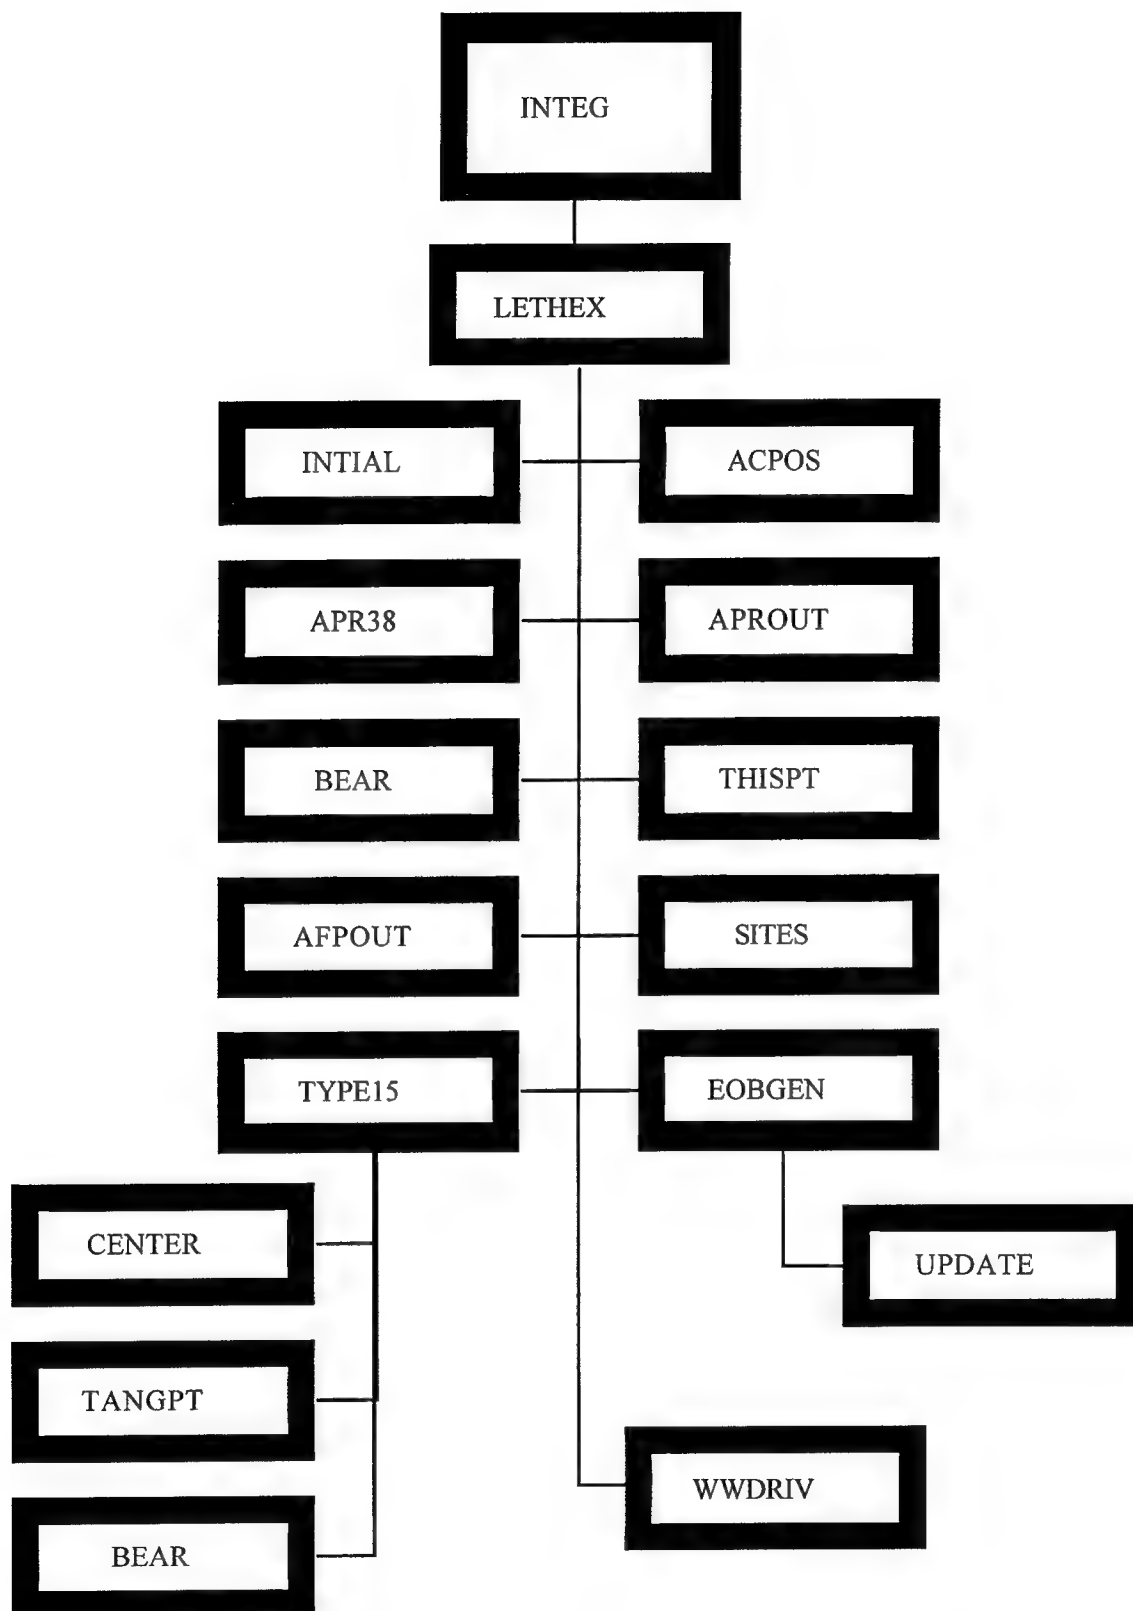 INTEG
LETHEX
INTIAL
ACPOS
APR38
APROUT
BEAR
THISPT
AFPOUT
SITES
TYPE15
EOBGEN
CENTER
UPDATE
TANGPT
WWDRIV
BEAR